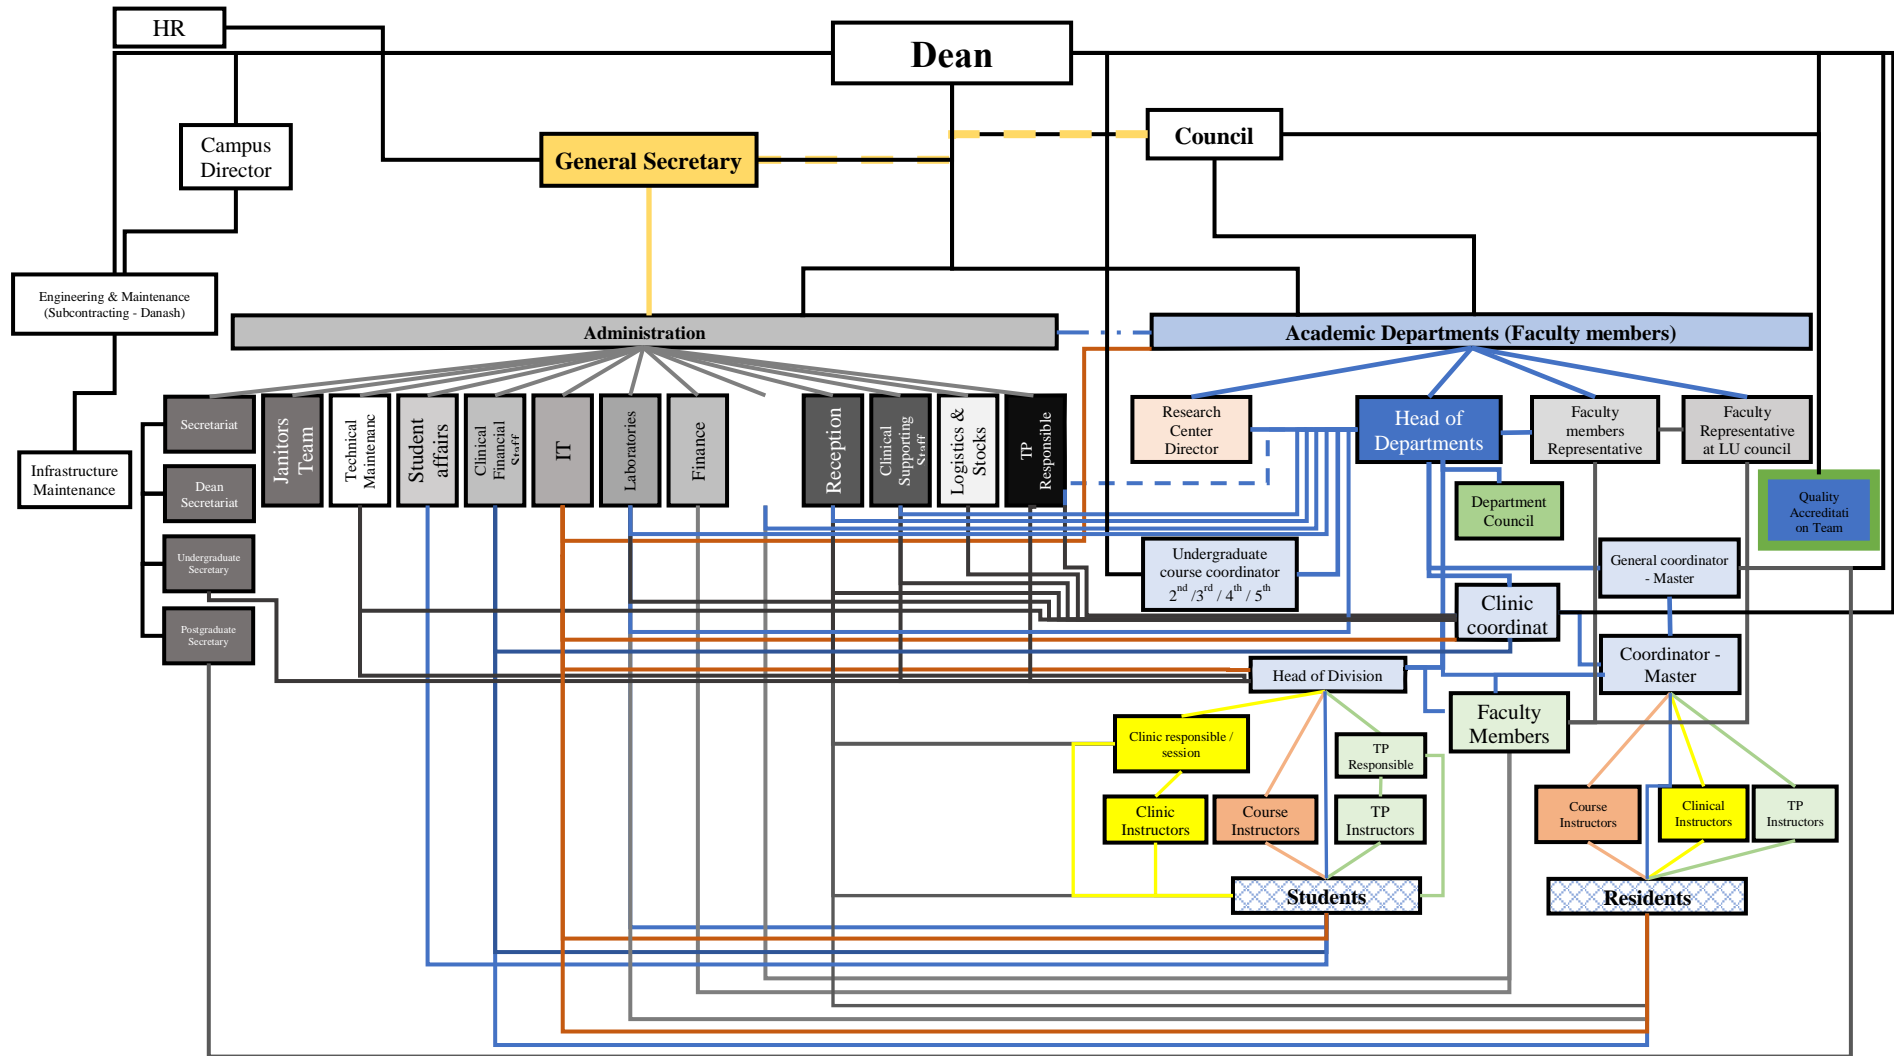 HR
Dean
Campus
Director
General Secretary
Council
Engineering & Maintenance
(Subcontracting - Danash)
Administration
Academic Departments (Faculty members)
Secretariat
Janitors
Team
Technical
Maintenanc
Student
affairs
Clinical
Financial
Staff
IT
Laboratories
Finance
Reception
Clinical
Supporting
Staff
Logistics &
Stocks
TP
Responsible
Research
Center
Director
Head of
Departments
Faculty
members
Representative
Faculty
Representative
at LU council
Infrastructure
Maintenance
Dean
Secretariat
Department
Council
Quality
Accreditati
on Team
Undergraduate
Secretary
Undergraduate
course coordinator
2nd /3rd / 4th / 5th
General coordinator
- Master
Clinic
coordinat
Postgraduate
Secretary
Head of Division
Coordinator -
Master
Faculty
Members
Clinic responsible /
session
TP
Responsible
Clinic
Instructors
Course
Instructors
TP
Instructors
Course
Instructors
Clinical
Instructors
TP
Instructors
Students
Residents